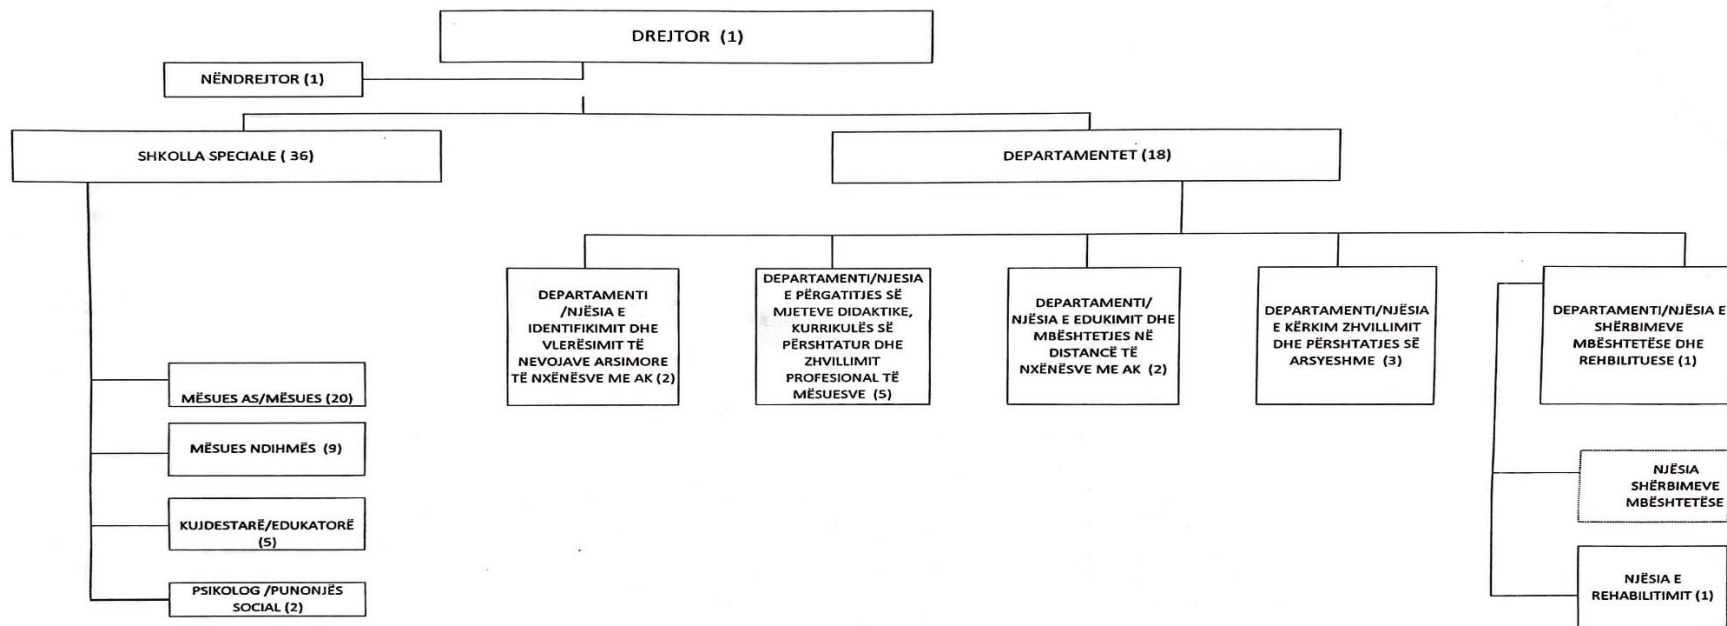 DREJTOR (1)
NËNDREJTOR (1)
SHKOLLA SPECIALE ( 36)
DEPARTAMENTET (18)
DEPARTAMENTI
/NJËSIA E
IDENTIFIKIMIT DHE
VLERËSIMIT TË
NEVOJAVE ARSIMORE
TË NXËNËSVE ME AK (2)
DEPARTAMENTI/NJESIA
E PËRGATITJES SË
MJETEVE DIDAKTIKE,
KURRIKULËS SË
PËRSHTATUR DHE
ZHVILLIMIT
PROFESIONAL TË
MËSUESVE (5)
DEPARTAMENTI/
NJËSIA E EDUKIMIT DHE
MBËSHTETJES NË
DISTANCË TË
NXËNËSVE ME AK (2)
DEPARTAMENTI/NJËSIA
E KËRKIM ZHVILLIMIT
DHE PËRSHTATJES SË
ARSYESHME (3)
DEPARTAMENTI/NJËSIA E
SHËRBIMEVE
MBËSHTETËSE DHE
REHBILITUESE (1)
MËSUES AS/MËSUES (20)
MËSUES NDIHMËS (9)
KUJDESTARË/EDUKATORË
(5)
PSIKOLOG /PUNONJËS
SOCIAL (2)
NJËSIA
SHËRBIMEVE
MBËSHTETËSE
NJËSIA E
REHABILITIMIT (1)